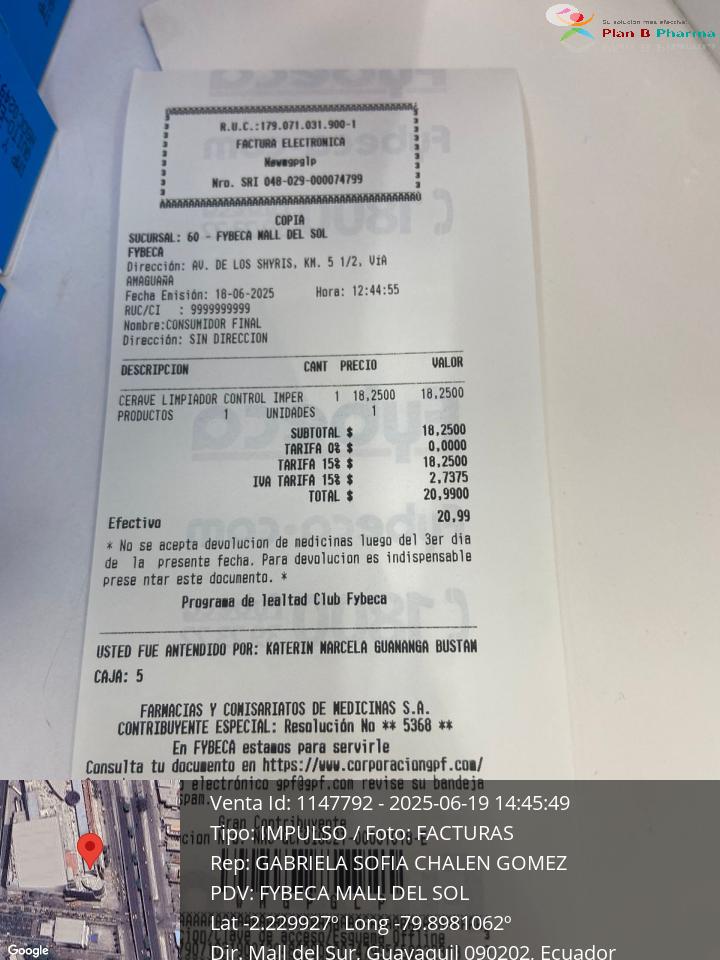 Su solucion mas efectiva!
Plan B Pharma
R.U.C.:179.071.031.900-1
FACTURA ELECTRONICA
Newwgpglp
Nro. SRI 048-029-000074799
COPIA
SUCURSAL: 60 - FYBECA MALL DEL SOL
FYBECA
Dirección: AV. DE LOS SHYRIS, KM. 5 1/2, VíA
AMAGUAÑA
Fecha Emisión: 18-06-2025 Hora: 12:44:55
RUC/CI : 9999999999
Nombre:CONSUMIDOR FINAL
Dirección: SIN DIRECCION
DESCRIPCION CANT PRECIO VALOR
CERAVE LIMPIADOR CONTROL IMPER 1 18,2500 18,2500
PRODUCTOS 1 UNIDADES 1
SUBTOTAL $ 18,2500
TARIFA 0% $ 0,0000
TARIFA 15% $ 18,2500
IVA TARIFA 15% $ 2,7375
TOTAL $ 20,9900
Efectivo 20,99
* No se acepta devolucion de medicinas luego del 3er dia
de la presente fecha. Para devolucion es indispensable
prese ntar este documento. *
Programa de lealtad Club Fybeca
USTED FUE ANTENDIDO POR: KATERIN MARCELA GUANANGA BUSTAM
CAJA: 5
FARMACIAS Y COMISARIATOS DE MEDICINAS S.A.
CONTRIBUYENTE ESPECIAL: Resolución No ** 5368 **
En FYBECA estamos para servirle
Consulta tu documento en https://www.corporaciongpf.com/
electrónico gpf@gpf.com revise su bandeja
Gran Contribuyente
Venta Id: 1147792 - 2025-06-19 14:45:49
Tipo: IMPULSO / Foto: FACTURAS
Rep: GABRIELA SOFIA CHALEN GOMEZ
PDV: FYBECA MALL DEL SOL
Lat -2.229927º Long -79.8981062º
Dir. Mall del Sur, Guayaquil 090202, Ecuador
Google